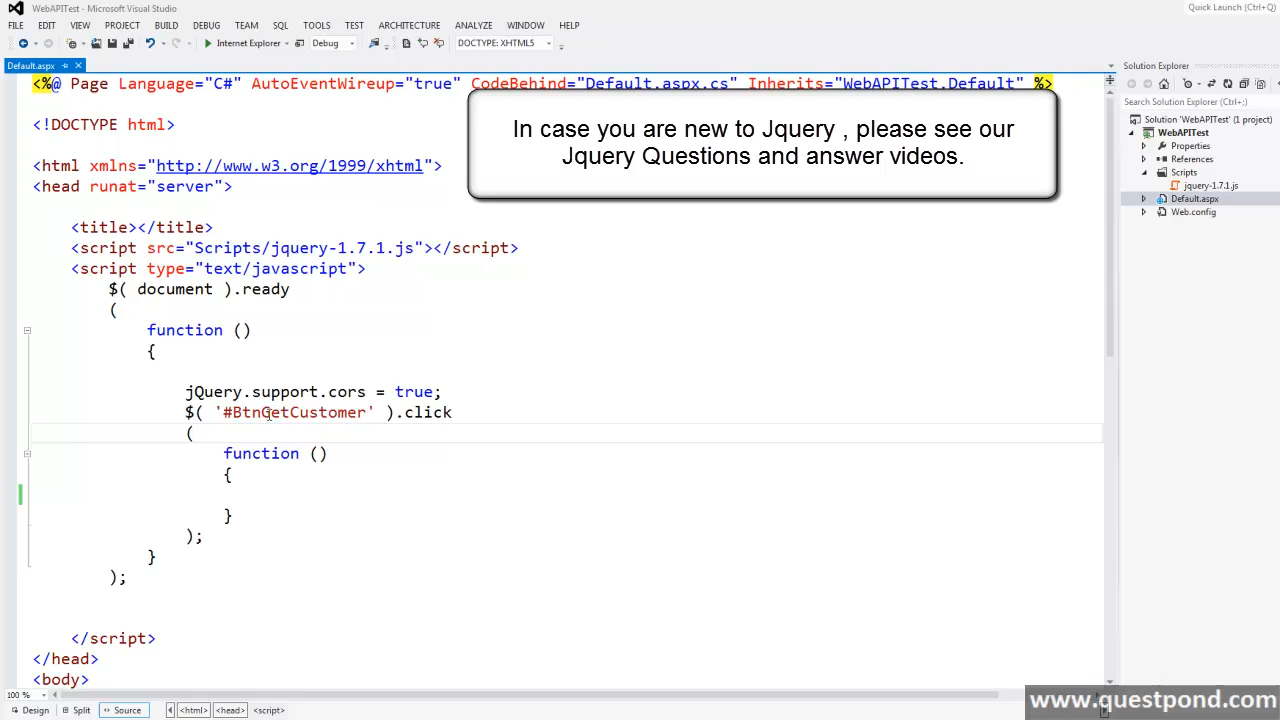 WebAPITest - Microsoft Visual Studio
Quick Launch (Ctrl+Q)
FILE EDIT VIEW PROJECT BUILD DEBUG TEAM SQL TOOLS TEST ARCHITECTURE ANALYZE WINDOW HELP
Internet Explorer Debug DOCTYPE: XHTML5
Default.aspx
<%@ Page Language="C#" AutoEventWireup="true" CodeBehind="Default.aspx.cs" Inherits="WebAPITest.Default" %>
In case you are new to Jquery , please see our
Jquery Questions and answer videos.
<!DOCTYPE html>
<html xmlns="http://www.w3.org/1999/xhtml">
<head runat="server">
<title></title>
<script src="Scripts/jquery-1.7.1.js"></script>
<script type="text/javascript">
$( document ).ready
(
function ()
{
jQuery.support.cors = true;
$( '#BtnGetCustomer' ).click
(
function ()
{
}
);
}
);
</script>
</head>
<body>
100 %
Design Split Source <html> <head> <script>
Solution Explorer
Search Solution Explorer (Ctrl+;)
Solution 'WebAPITest' (1 project)
WebAPITest
Properties
References
Scripts
jquery-1.7.1.js
Default.aspx
Web.config
www.questpond.com